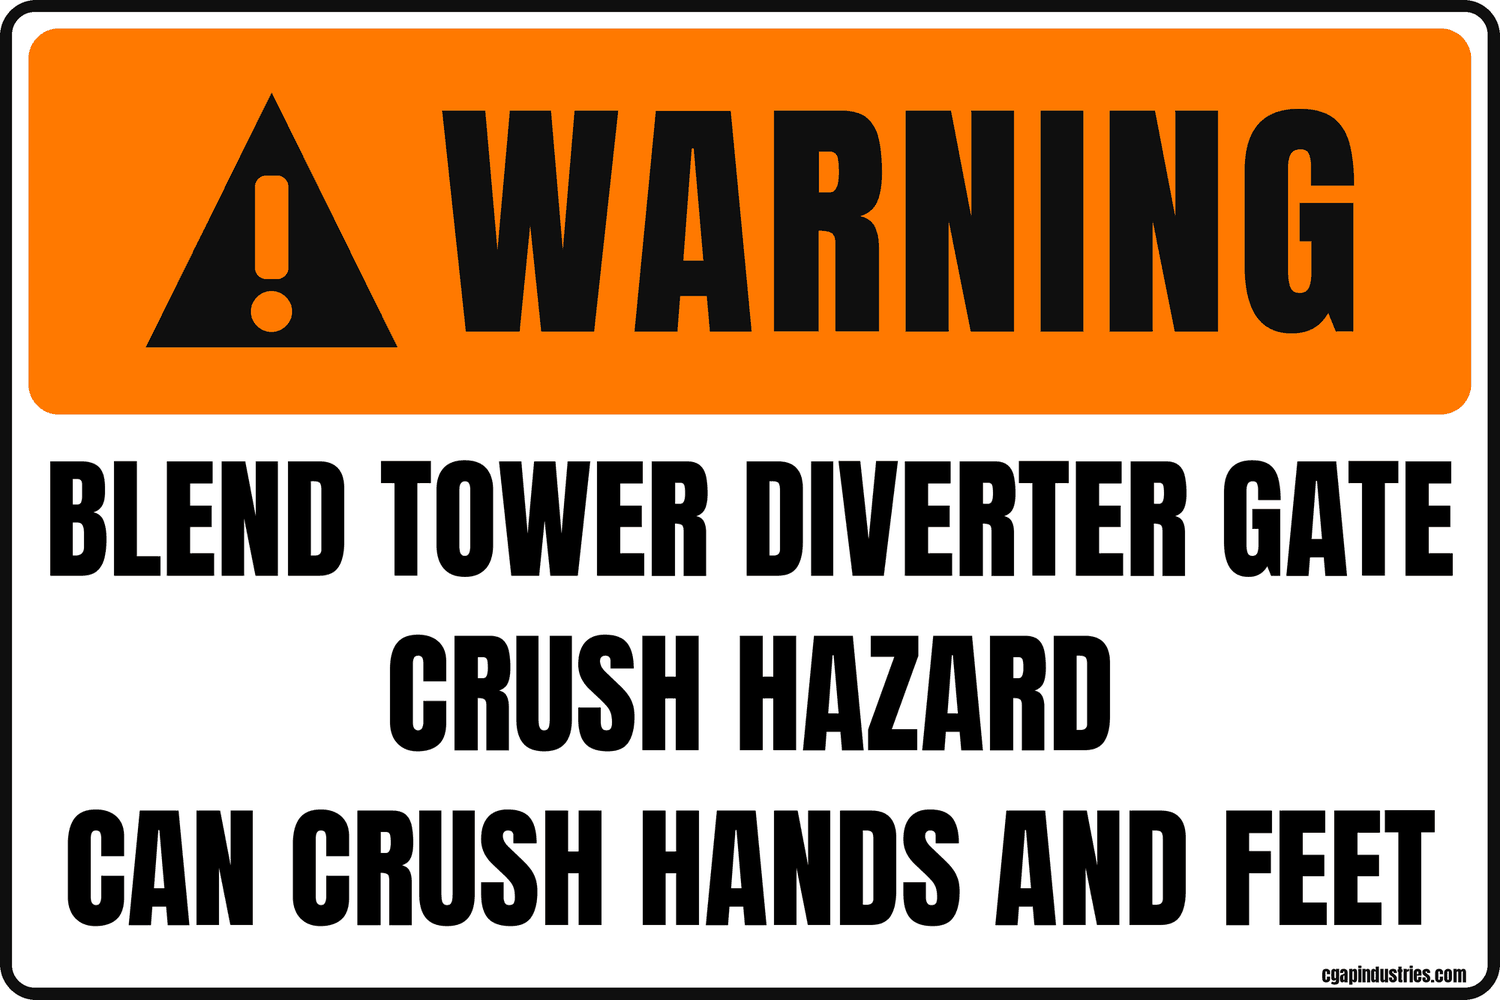 WARNING
BLEND TOWER DIVERTER GATE
CRUSH HAZARD
CAN CRUSH HANDS AND FEET
cgapindustries.com